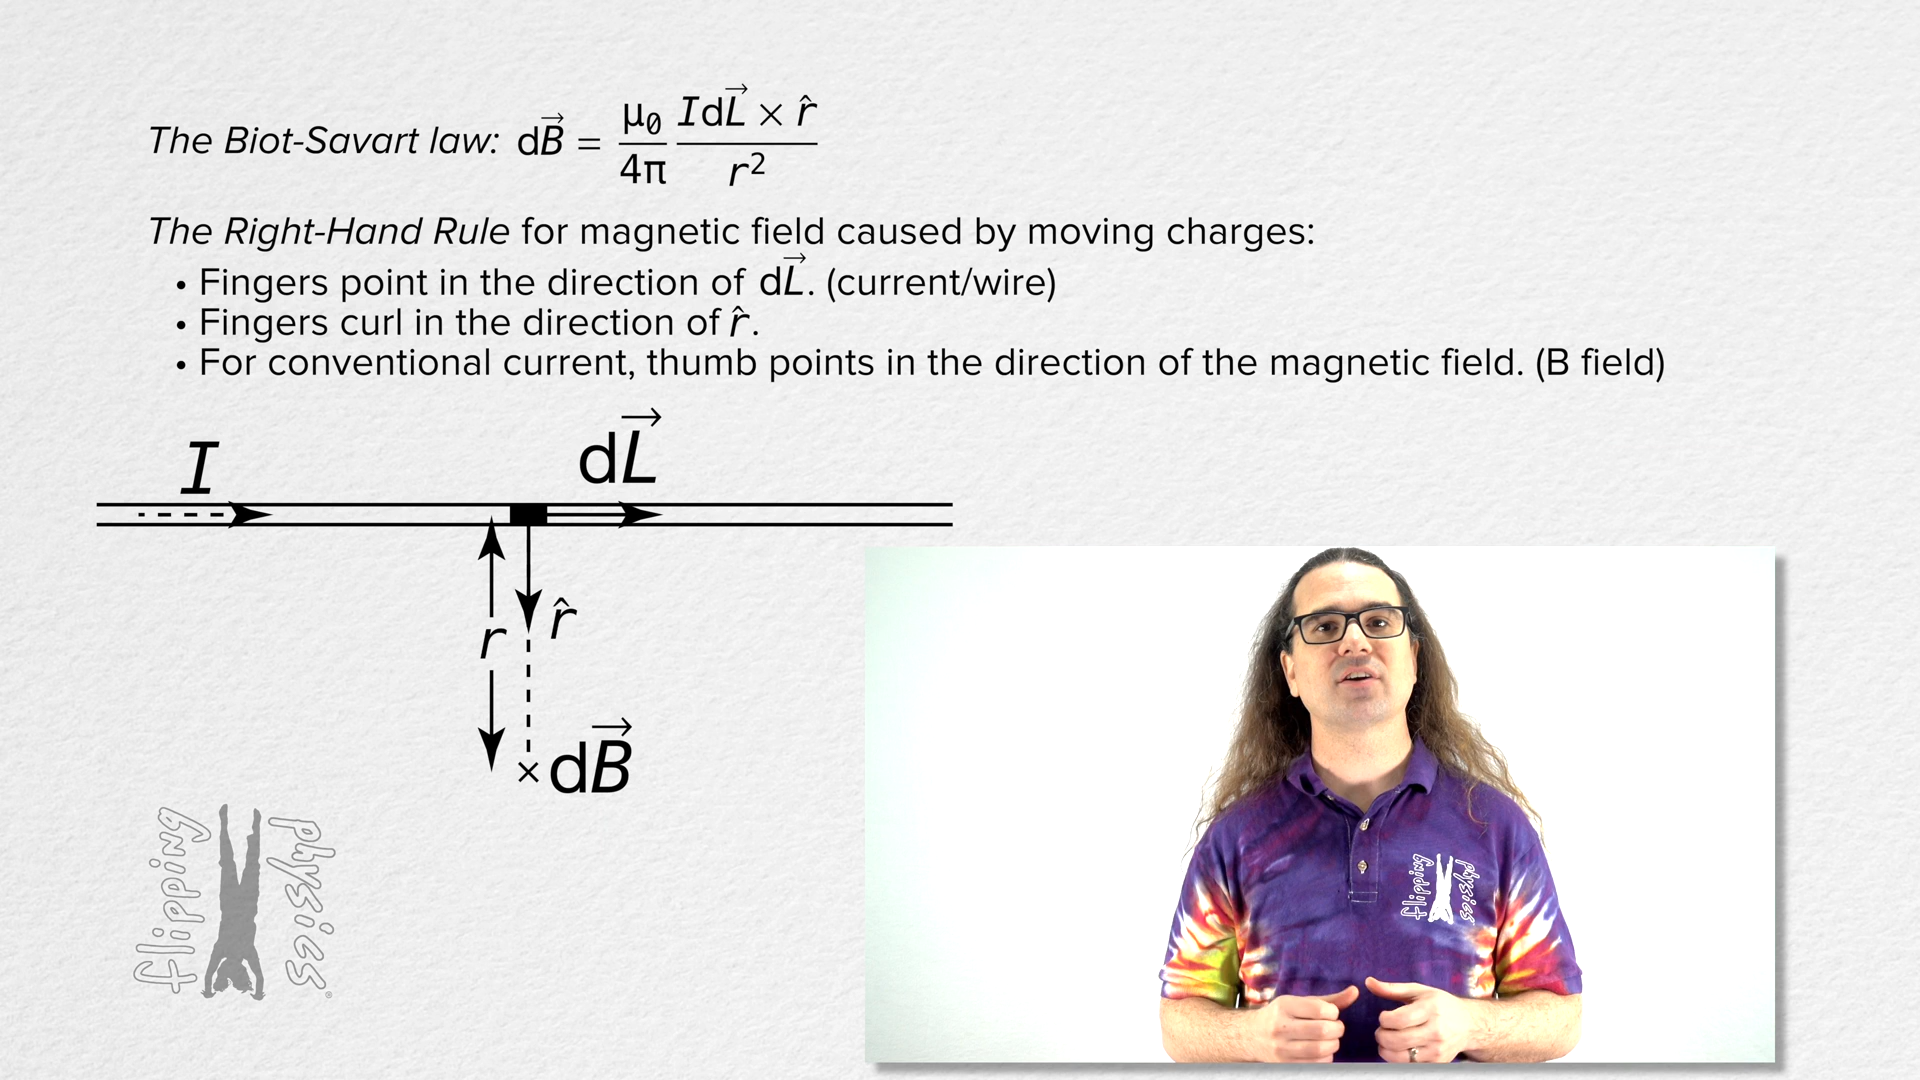 The Biot-Savart law: dB⃗ = μ₀/4π IdL⃗ × r̂/r²
The Right-Hand Rule for magnetic field caused by moving charges:
• Fingers point in the direction of dL⃗. (current/wire)
• Fingers curl in the direction of r̂.
• For conventional current, thumb points in the direction of the magnetic field. (B field)
I
dL⃗
r̂
r
× dB⃗
flipping physics®
flipping physics